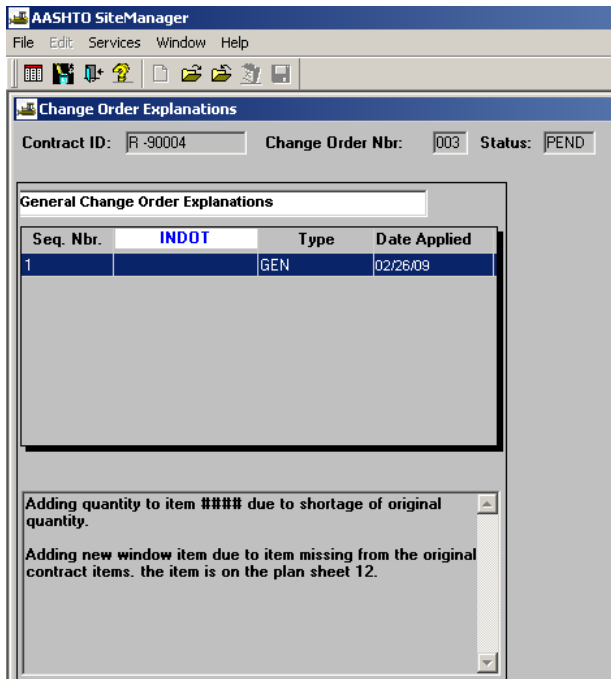 AASHTO SiteManager
File Edit Services Window Help
Change Order Explanations
Contract ID: R -90004 Change Order Nbr: 003 Status: PEND
General Change Order Explanations
Seq. Nbr. INDOT Type Date Applied
1 GEN 02/26/09
Adding quantity to item #### due to shortage of original
quantity.
Adding new window item due to item missing from the original
contract items. the item is on the plan sheet 12.